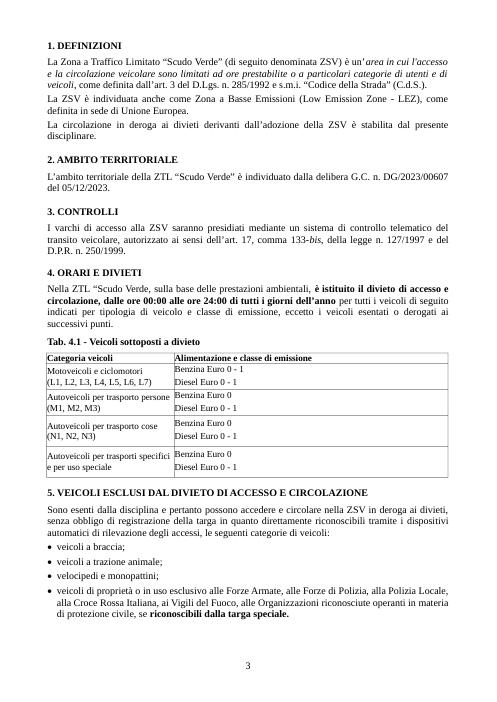 1. DEFINIZIONI
La Zona a Traffico Limitato “Scudo Verde” (di seguito denominata ZSV) è un’area in cui l'accesso
e la circolazione veicolare sono limitati ad ore prestabilite o a particolari categorie di utenti e di
veicoli, come definita dall’art. 3 del D.Lgs. n. 285/1992 e s.m.i. “Codice della Strada” (C.d.S.).
La ZSV è individuata anche come Zona a Basse Emissioni (Low Emission Zone - LEZ), come
definita in sede di Unione Europea.
La circolazione in deroga ai divieti derivanti dall’adozione della ZSV è stabilita dal presente
disciplinare.
2. AMBITO TERRITORIALE
L’ambito territoriale della ZTL “Scudo Verde” è individuato dalla delibera G.C. n. DG/2023/00607
del 05/12/2023.
3. CONTROLLI
I varchi di accesso alla ZSV saranno presidiati mediante un sistema di controllo telematico del
transito veicolare, autorizzato ai sensi dell’art. 17, comma 133-bis, della legge n. 127/1997 e del
D.P.R. n. 250/1999.
4. ORARI E DIVIETI
Nella ZTL “Scudo Verde, sulla base delle prestazioni ambientali, è istituito il divieto di accesso e
circolazione, dalle ore 00:00 alle ore 24:00 di tutti i giorni dell’anno per tutti i veicoli di seguito
indicati per tipologia di veicolo e classe di emissione, eccetto i veicoli esentati o derogati ai
successivi punti.
Tab. 4.1 - Veicoli sottoposti a divieto
Categoria veicoli Alimentazione e classe di emissione
Motoveicoli e ciclomotori Benzina Euro 0 - 1
(L1, L2, L3, L4, L5, L6, L7) Diesel Euro 0 - 1
Autoveicoli per trasporto persone Benzina Euro 0
(M1, M2, M3) Diesel Euro 0 - 1
Autoveicoli per trasporto cose Benzina Euro 0
(N1, N2, N3) Diesel Euro 0 - 1
Autoveicoli per trasporti specifici Benzina Euro 0
e per uso speciale Diesel Euro 0 - 1
5. VEICOLI ESCLUSI DAL DIVIETO DI ACCESSO E CIRCOLAZIONE
Sono esenti dalla disciplina e pertanto possono accedere e circolare nella ZSV in deroga ai divieti,
senza obbligo di registrazione della targa in quanto direttamente riconoscibili tramite i dispositivi
automatici di rilevazione degli accessi, le seguenti categorie di veicoli:
• veicoli a braccia;
• veicoli a trazione animale;
• velocipedi e monopattini;
• veicoli di proprietà o in uso esclusivo alle Forze Armate, alle Forze di Polizia, alla Polizia Locale,
alla Croce Rossa Italiana, ai Vigili del Fuoco, alle Organizzazioni riconosciute operanti in materia
di protezione civile, se riconoscibili dalla targa speciale.
3